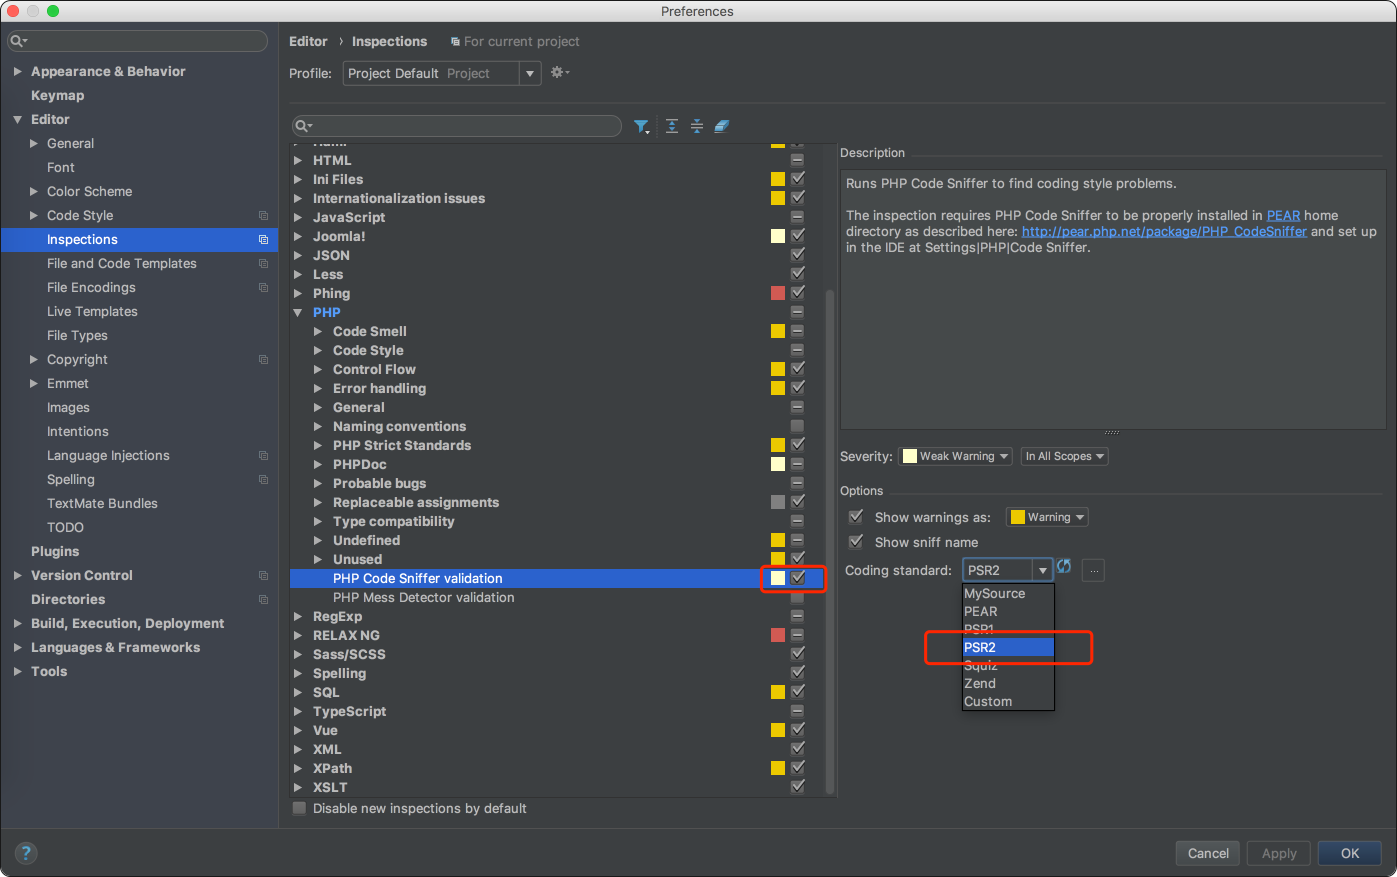 Preferences
Appearance & Behavior
Keymap
Editor
General
Font
Color Scheme
Code Style
Inspections
File and Code Templates
File Encodings
Live Templates
File Types
Copyright
Emmet
Images
Intentions
Language Injections
Spelling
TextMate Bundles
TODO
Plugins
Version Control
Directories
Build, Execution, Deployment
Languages & Frameworks
Tools
Editor › Inspections For current project
Profile: Project Default Project
HTML
Ini Files
Internationalization issues
JavaScript
Joomla!
JSON
Less
Phing
PHP
Code Smell
Code Style
Control Flow
Error handling
General
Naming conventions
PHP Strict Standards
PHPDoc
Probable bugs
Replaceable assignments
Type compatibility
Undefined
Unused
PHP Code Sniffer validation
PHP Mess Detector validation
RegExp
RELAX NG
Sass/SCSS
Spelling
SQL
TypeScript
Vue
XML
XPath
XSLT
Disable new inspections by default
Description
Runs PHP Code Sniffer to find coding style problems.
The inspection requires PHP Code Sniffer to be properly installed in PEAR home
directory as described here: http://pear.php.net/package/PHP_CodeSniffer and set up
in the IDE at Settings|PHP|Code Sniffer.
Severity: Weak Warning In All Scopes
Options
Show warnings as: Warning
Show sniff name
Coding standard: PSR2 ...
MySource
PEAR
PSR1
PSR2
Squiz
Zend
Custom
? Cancel Apply OK